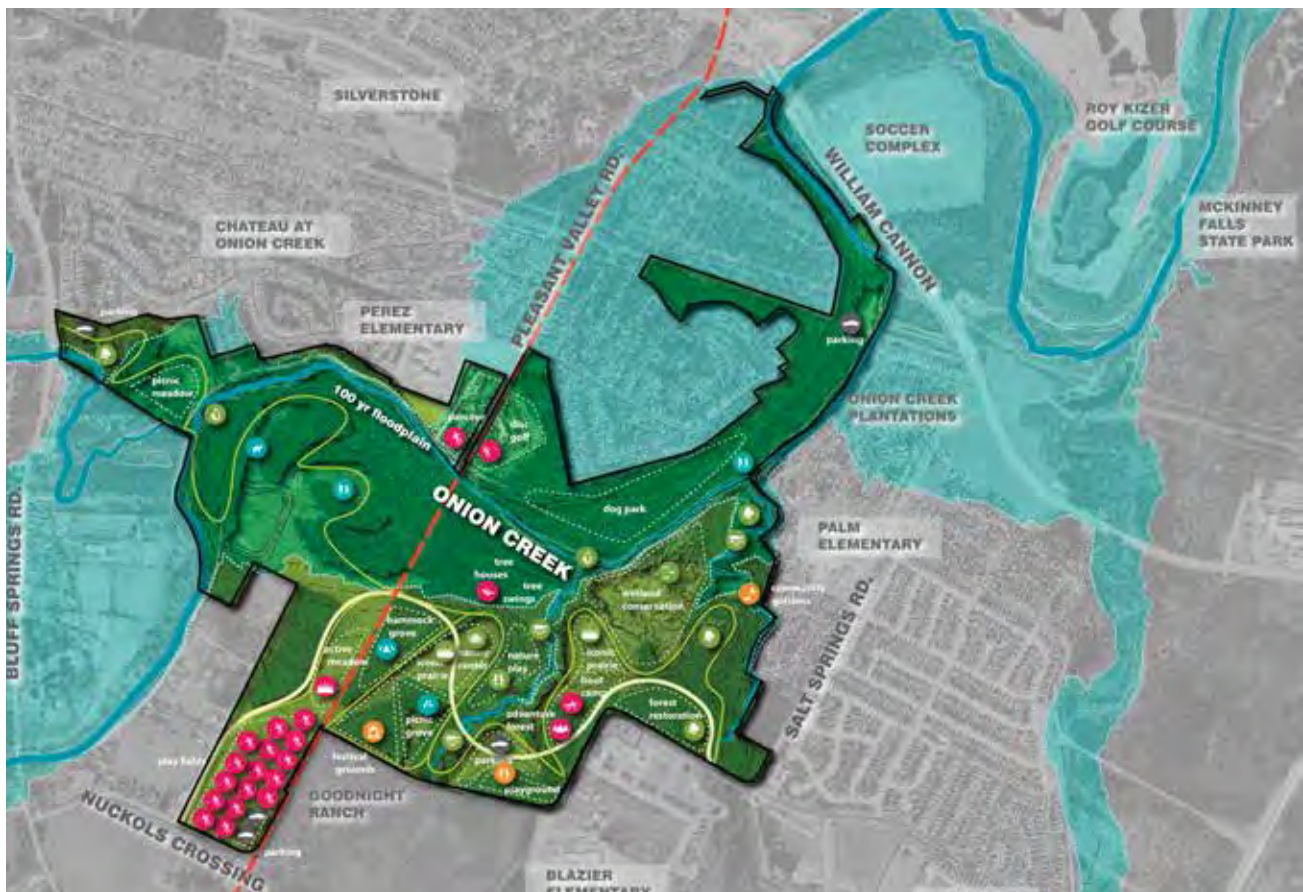 SILVERSTONE
ROY KIZER
GOLF COURSE
SOCCER
COMPLEX
WILLIAM CANNON
MCKINNEY
FALLS
STATE PARK
CHATEAU AT
ONION CREEK
PLEASANT VALLEY RD.
PEREZ
ELEMENTARY
parking
picnic
meadow
100 yr floodplain
disc
golf
parking
ONION CREEK
PLANTATIONS
ONION CREEK
dog park
PALM
ELEMENTARY
BLUFF SPRINGS RD.
tree
houses
tree
swings
wetland
conservation
community
gardens
hammock
grove
active
meadow
prairie
nature
play
iconic
prairie
SALT SPRINGS RD.
picnic
grove
adventure
forest
forest
restoration
play fields
festival
grounds
playground
GOODNIGHT
RANCH
NUCKOLS CROSSING
parking
BLAZIER
ELEMENTARY